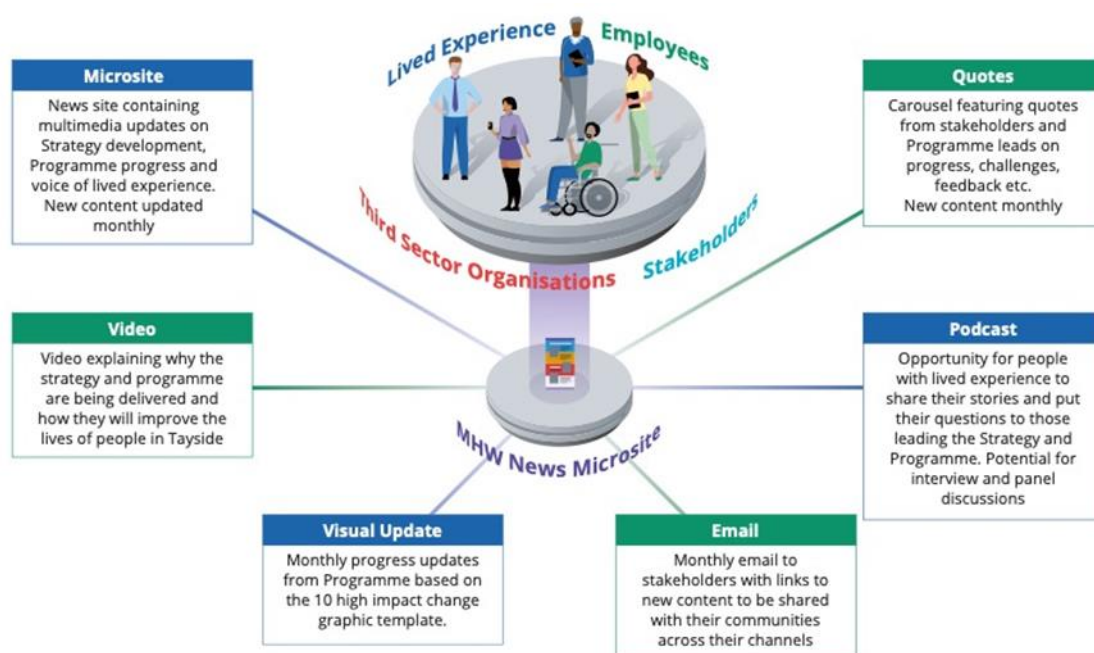 Lived Experience
Employees
Third Sector Organisations
Stakeholders
Microsite
News site containing
multimedia updates on
Strategy development,
Programme progress and
voice of lived experience.
New content updated
monthly
Quotes
Carousel featuring quotes
from stakeholders and
Programme leads on
progress, challenges,
feedback etc.
New content monthly
Video
Video explaining why the
strategy and programme
are being delivered and
how they will improve the
lives of people in Tayside
Podcast
Opportunity for people
with lived experience to
share their stories and put
their questions to those
leading the Strategy and
Programme. Potential for
interview and panel
discussions
MHW News Microsite
Visual Update
Monthly progress updates
from Programme based on
the 10 high impact change
graphic template.
Email
Monthly email to
stakeholders with links to
new content to be shared
with their communities
across their channels